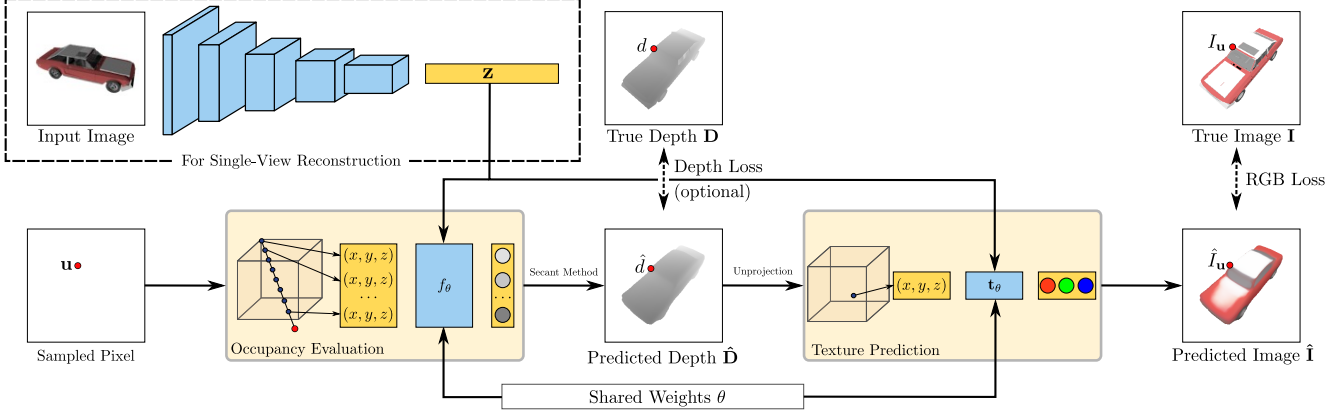 Input Image
z
For Single-View Reconstruction
d
True Depth D
Depth Loss
(optional)
I_u
True Image I
RGB Loss
u
Sampled Pixel
(x, y, z)
(x, y, z)
...
(x, y, z)
f_θ
...
Occupancy Evaluation
Secant Method
d̂
Predicted Depth D̂
Unprojection
(x, y, z)
t_θ
Texture Prediction
Î_u
Predicted Image Î
Shared Weights θ